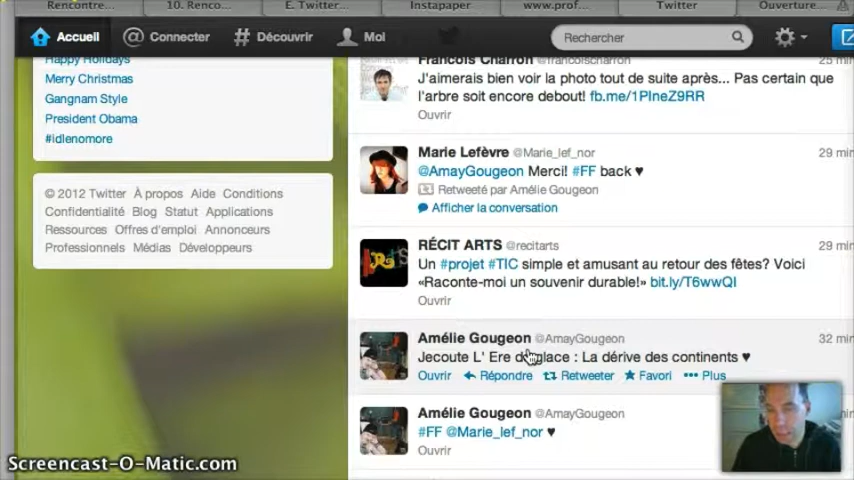 Rencontre...
10. Renco...
E. Twitter...
Instapaper
www.prof...
Twitter
Ouverture...
Accueil
@ Connecter
# Découvrir
Moi
Rechercher
Happy Holidays
Merry Christmas
Gangnam Style
President Obama
#idlenomore
© 2012 Twitter À propos Aide Conditions
Confidentialité Blog Statut Applications
Ressources Offres d'emploi Annonceurs
Professionnels Médias Développeurs
François Charron @francoischarron
25 min
J'aimerais bien voir la photo tout de suite après... Pas certain que
l'arbre soit encore debout! fb.me/1PIneZ9RR
Ouvrir
Marie Lefèvre @Marie_lef_nor
29 min
@AmayGougeon Merci! #FF back ♥
Retweeté par Amélie Gougeon
Afficher la conversation
RÉCIT ARTS @recitarts
29 min
Un #projet #TIC simple et amusant au retour des fêtes? Voici
«Raconte-moi un souvenir durable!» bit.ly/T6wwQI
Ouvrir
Amélie Gougeon @AmayGougeon
32 min
Jecoute L' Ere de glace : La dérive des continents ♥
Ouvrir Répondre Retweeter Favori ••• Plus
Amélie Gougeon @AmayGougeon
#FF @Marie_lef_nor ♥
Ouvrir
Screencast-O-Matic.com